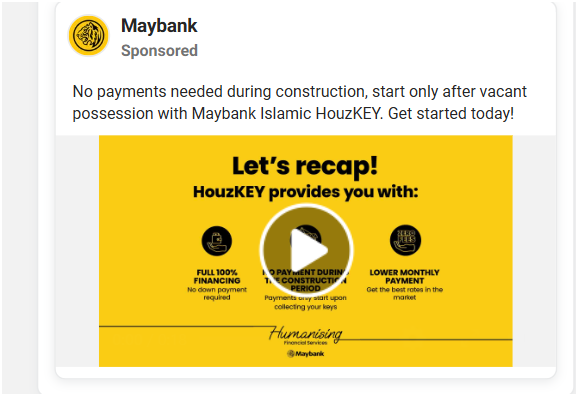 Maybank
Sponsored
No payments needed during construction, start only after vacant
possession with Maybank Islamic HouzKEY. Get started today!
Let's recap!
HouzKEY provides you with:
FULL 100%
FINANCING
No down payment
required
NO PAYMENT DURING
THE CONSTRUCTION
PERIOD
Payments only start upon
collecting your keys
ZERO
FEES
LOWER MONTHLY
PAYMENT
Get the best rates in the
market
Humanising
Financial Services
Maybank